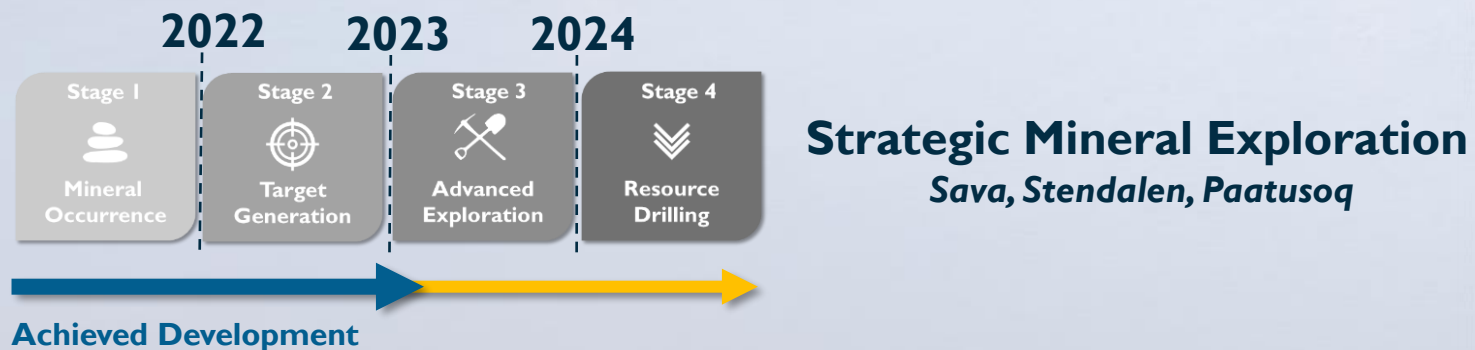 2022
2023
2024
Stage 1
Mineral
Occurrence
Stage 2
Target
Generation
Stage 3
Advanced
Exploration
Stage 4
Resource
Drilling
Achieved Development
Strategic Mineral Exploration
Sava, Stendalen, Paatusoq